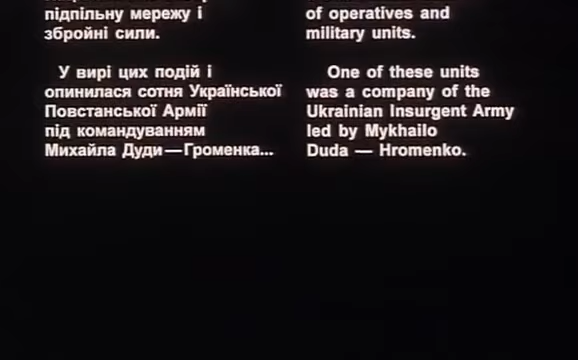 підпільну мережу і
збройні сили.
У вирі цих подій і
опинилася сотня Української
Повстанської Армії
під командуванням
Михайла Дуди—Громенка...
of operatives and
military units.
One of these units
was a company of the
Ukrainian Insurgent Army
led by Mykhailo
Duda — Hromenko.